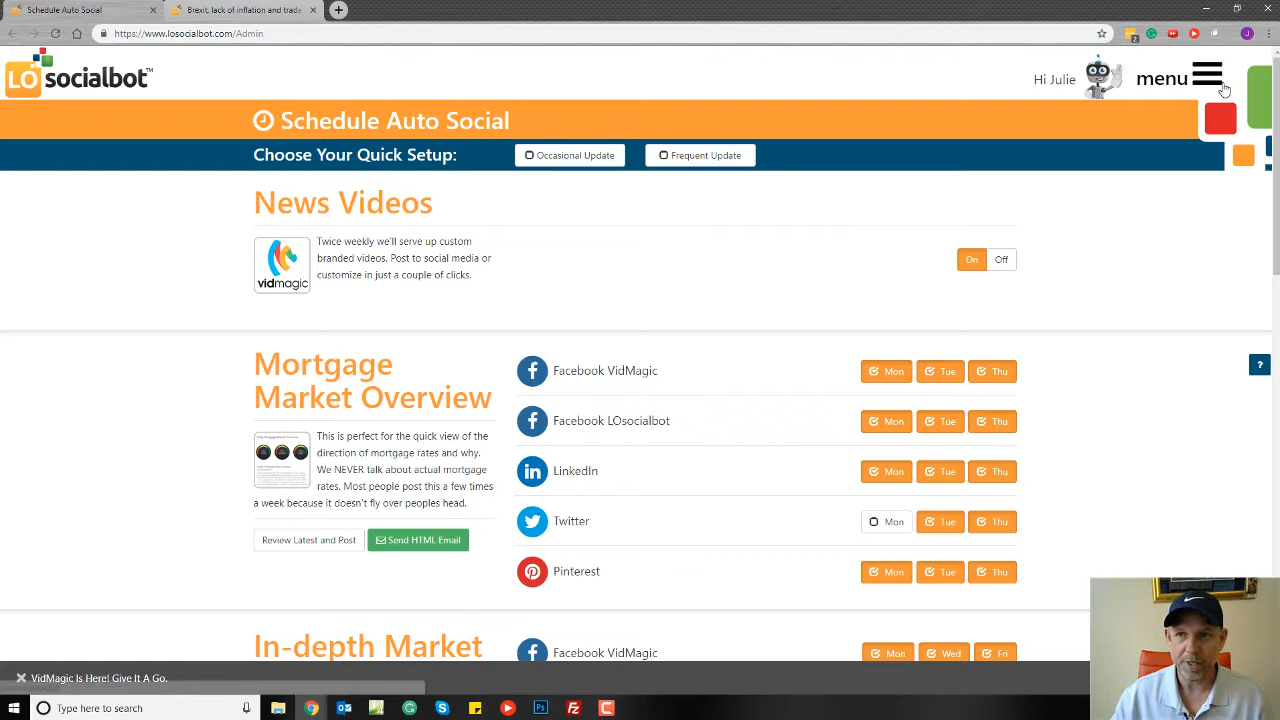 Schedule Auto Social
Brexit, lack of inflation and trade
https://www.losocialbot.com/Admin
LO socialbot™
Hi Julie
menu
Schedule Auto Social
Choose Your Quick Setup:
Occasional Update
Frequent Update
News Videos
vidmagic
Twice weekly we'll serve up custom
branded videos. Post to social media or
customize in just a couple of clicks.
On
Off
Mortgage
Market Overview
This is perfect for the quick view of the
direction of mortgage rates and why.
We NEVER talk about actual mortgage
rates. Most people post this a few times
a week because it doesn't fly over peoples head.
Review Latest and Post
Send HTML Email
Facebook VidMagic
Mon Tue Thu
Facebook LOsocialbot
Mon Tue Thu
LinkedIn
Mon Tue Thu
Twitter
Mon Tue Thu
Pinterest
Mon Tue Thu
?
In-depth Market
Facebook VidMagic
Mon Wed Fri
VidMagic Is Here! Give It A Go.
Type here to search